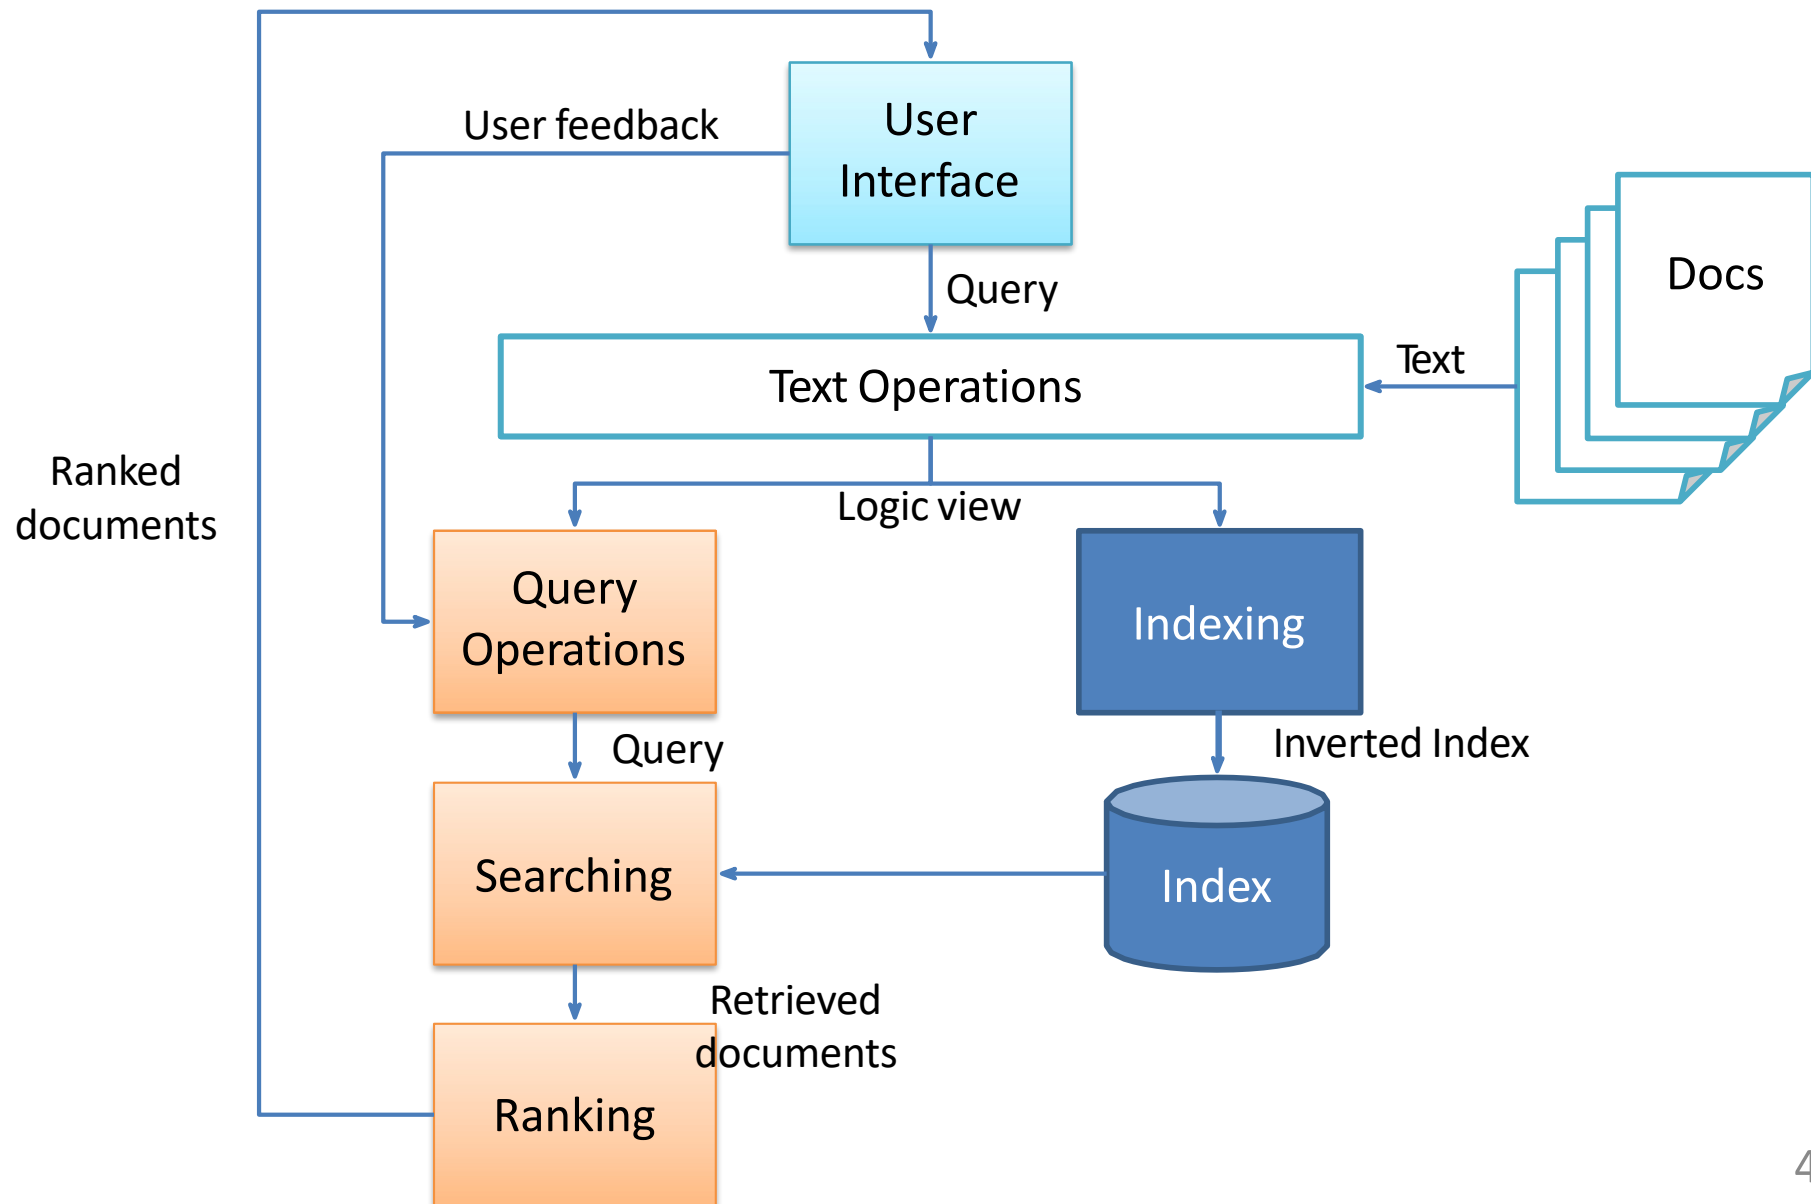 User feedback
User
Interface
Docs
Query
Text
Text Operations
Ranked
documents
Logic view
Query
Operations
Indexing
Query
Inverted Index
Searching
Index
Retrieved
documents
Ranking
4